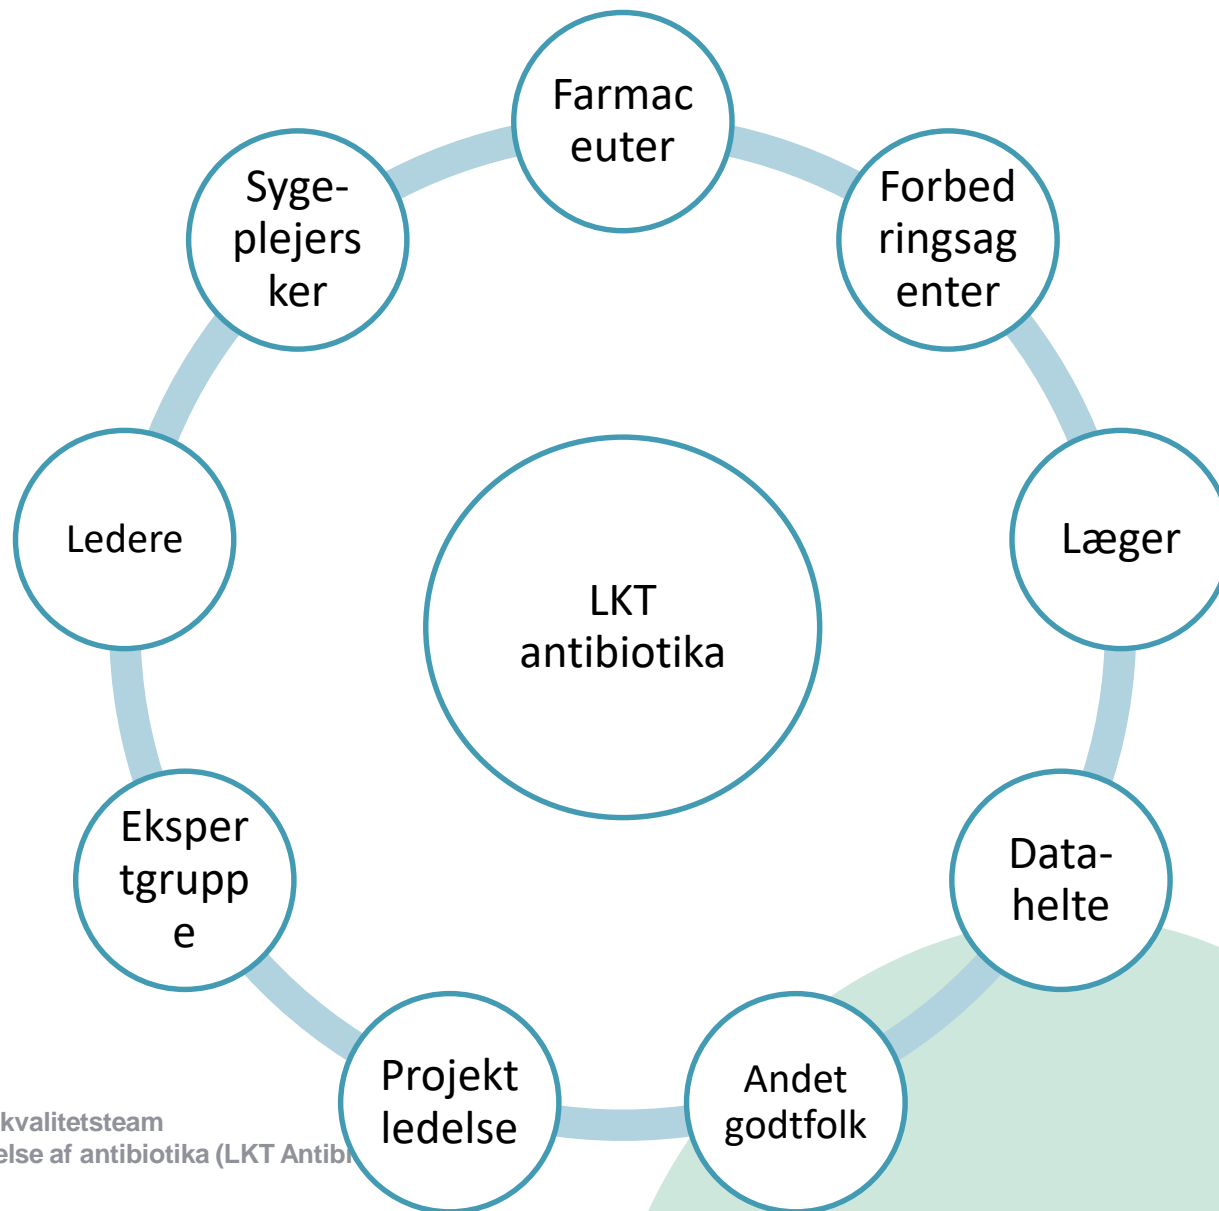 Farmac
euter
Syge-
plejers
ker
Forbed
ringsag
enter
Ledere
Læger
LKT
antibiotika
Eksper
tgrupp
e
Data-
helte
Projekt
ledelse
Andet
godtfolk
kvalitetsteam
else af antibiotika (LKT Antibi